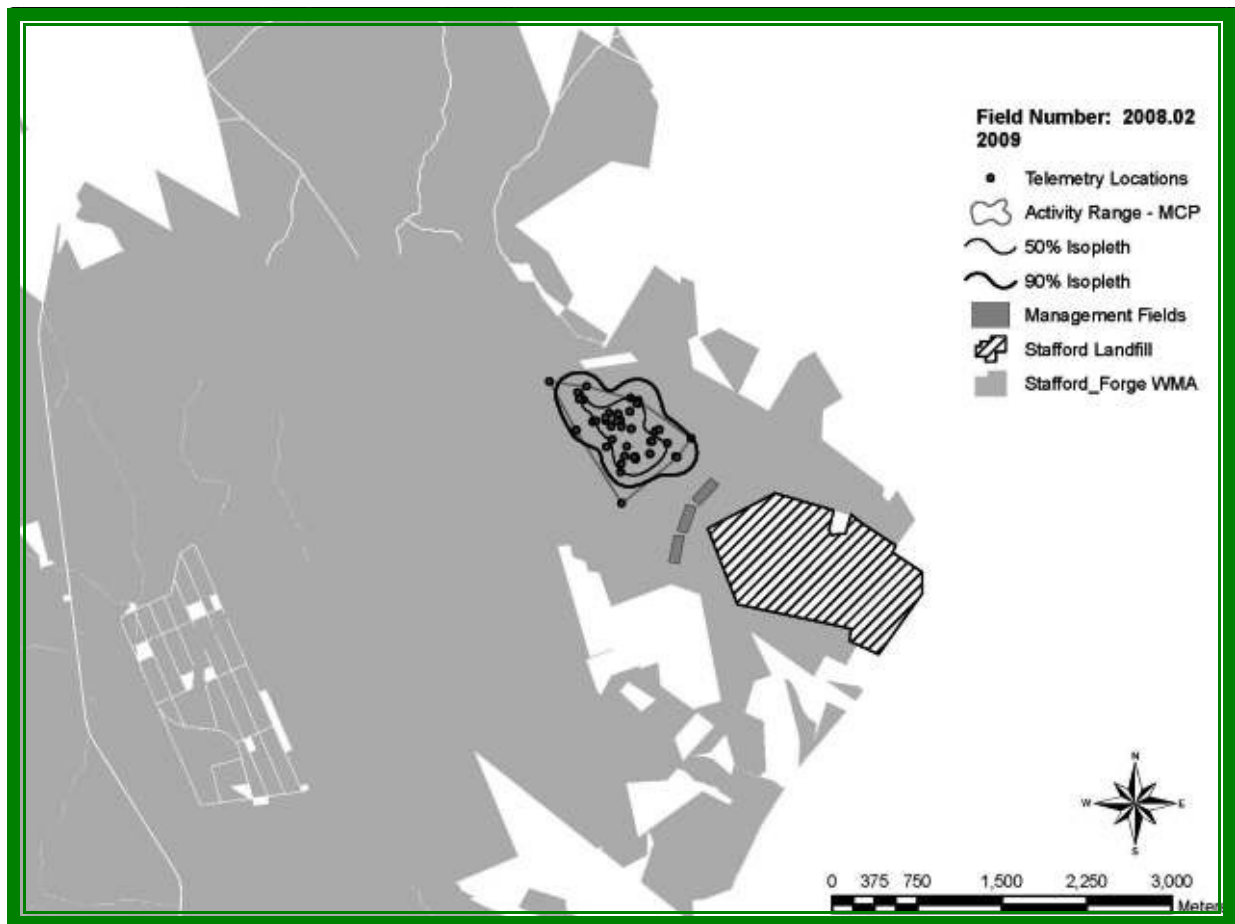 Field Number: 2008.02
2009
Telemetry Locations
Activity Range - MCP
50% Isopleth
90% Isopleth
Management Fields
Stafford Landfill
Stafford_Forge WMA
N
W E
S
0 375 750 1,500 2,250 3,000
Meters